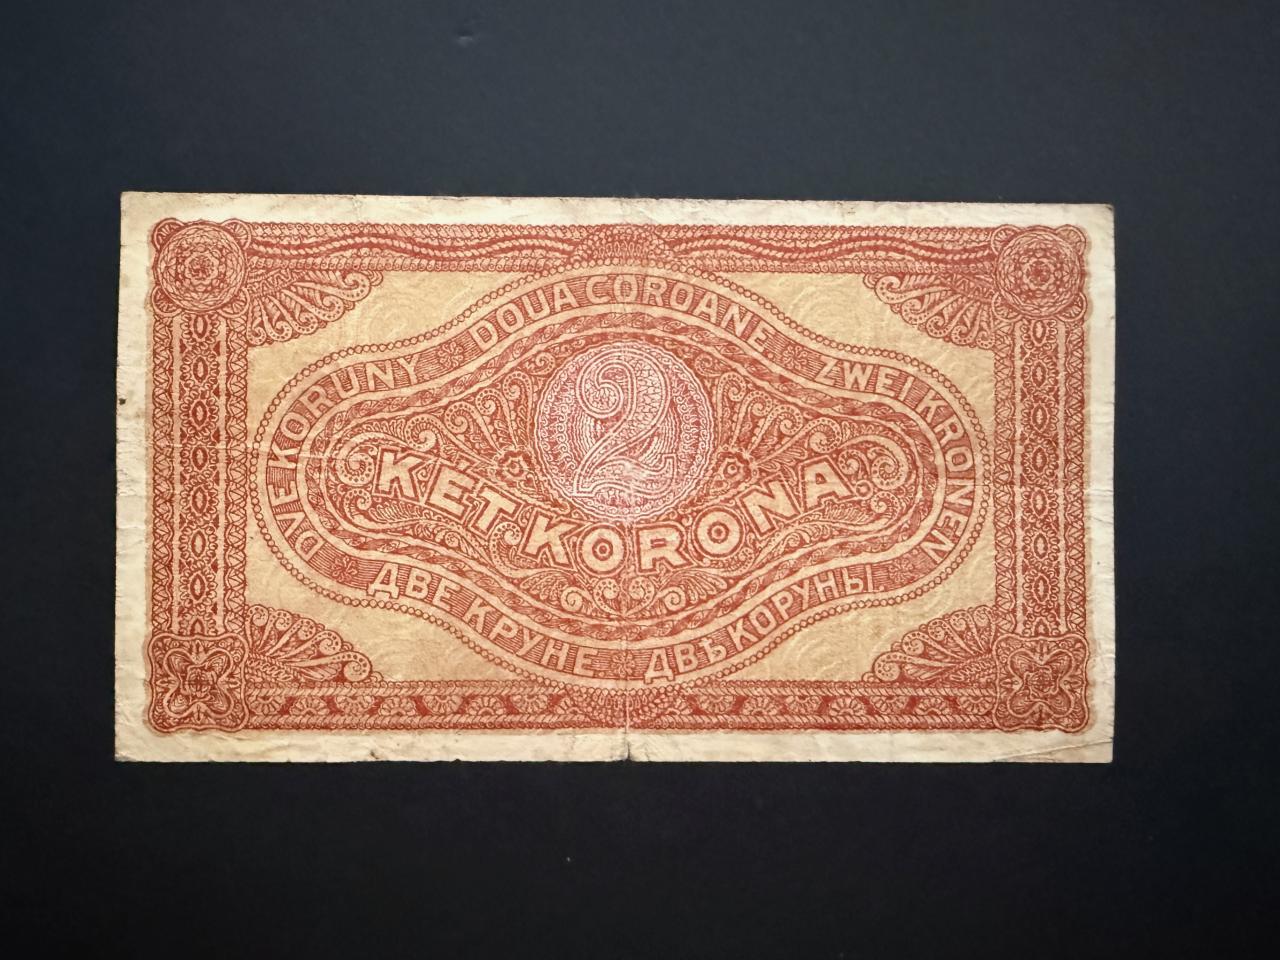 DVE KORUNY
DOUA COROANE
ZWEI KRONEN
2
KÉT KORONA
ДВЕ КРУНЕ
ДВѢ КОРУНЫ